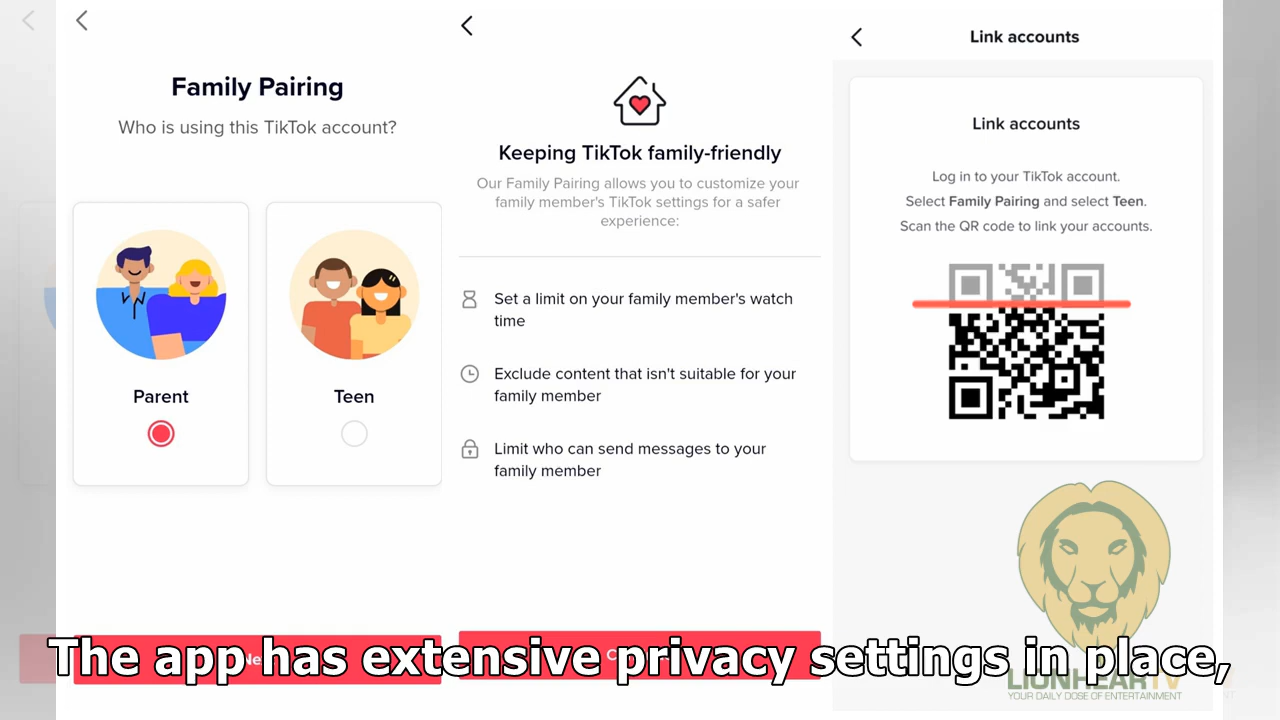 Family Pairing
Who is using this TikTok account?
Parent
Teen
Keeping TikTok family-friendly
Our Family Pairing allows you to customize your
family member's TikTok settings for a safer
experience:
Set a limit on your family member's watch
time
Exclude content that isn't suitable for your
family member
Limit who can send messages to your
family member
Link accounts
Link accounts
Log in to your TikTok account.
Select Family Pairing and select Teen.
Scan the QR code to link your accounts.
The app has extensive privacy settings in place,
LIONHEARTV
YOUR DAILY DOSE OF ENTERTAINMENT